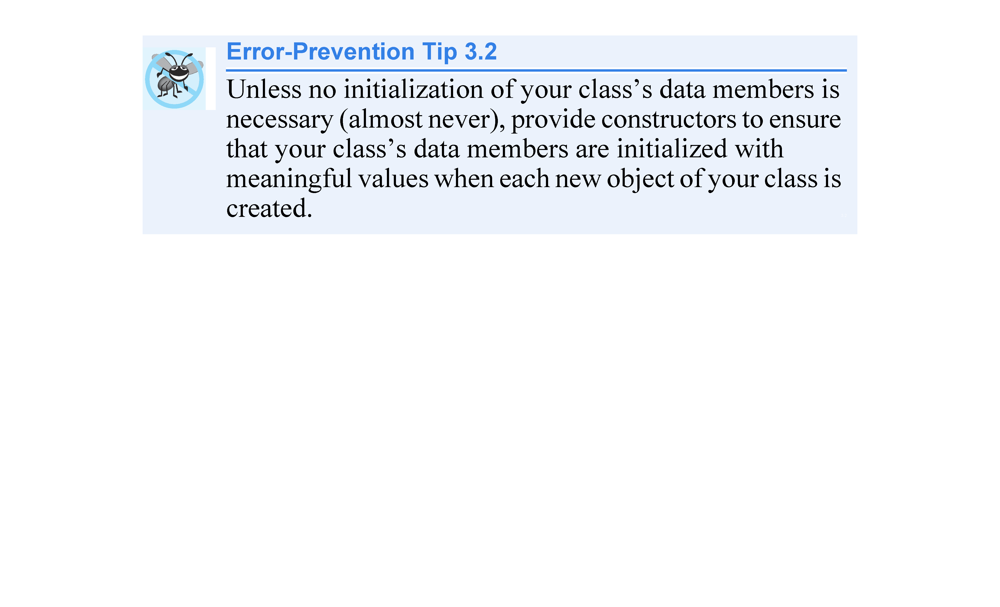 Error-Prevention Tip 3.2
Unless no initialization of your class’s data members is
necessary (almost never), provide constructors to ensure
that your class’s data members are initialized with
meaningful values when each new object of your class is
created.